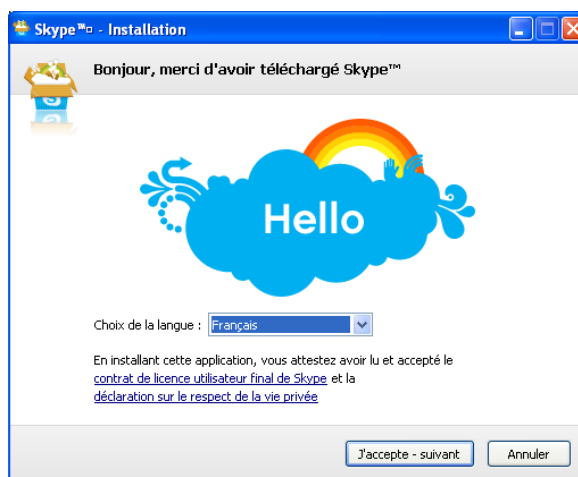 Skype™▫ - Installation
Bonjour, merci d'avoir téléchargé Skype™
S
Hello
Choix de la langue : Français
En installant cette application, vous attestez avoir lu et accepté le
contrat de licence utilisateur final de Skype et la
déclaration sur le respect de la vie privée
J'accepte - suivant Annuler